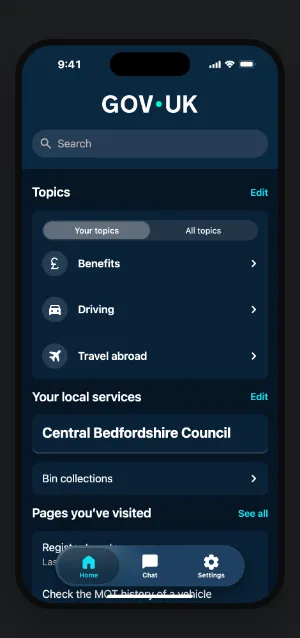 9:41
GOV·UK
Search
Topics
Edit
Your topics
All topics
Benefits
Driving
Travel abroad
Your local services
Edit
Central Bedfordshire Council
Bin collections
Pages you've visited
See all
Home
Chat
Settings
Check the MOT history of a vehicle